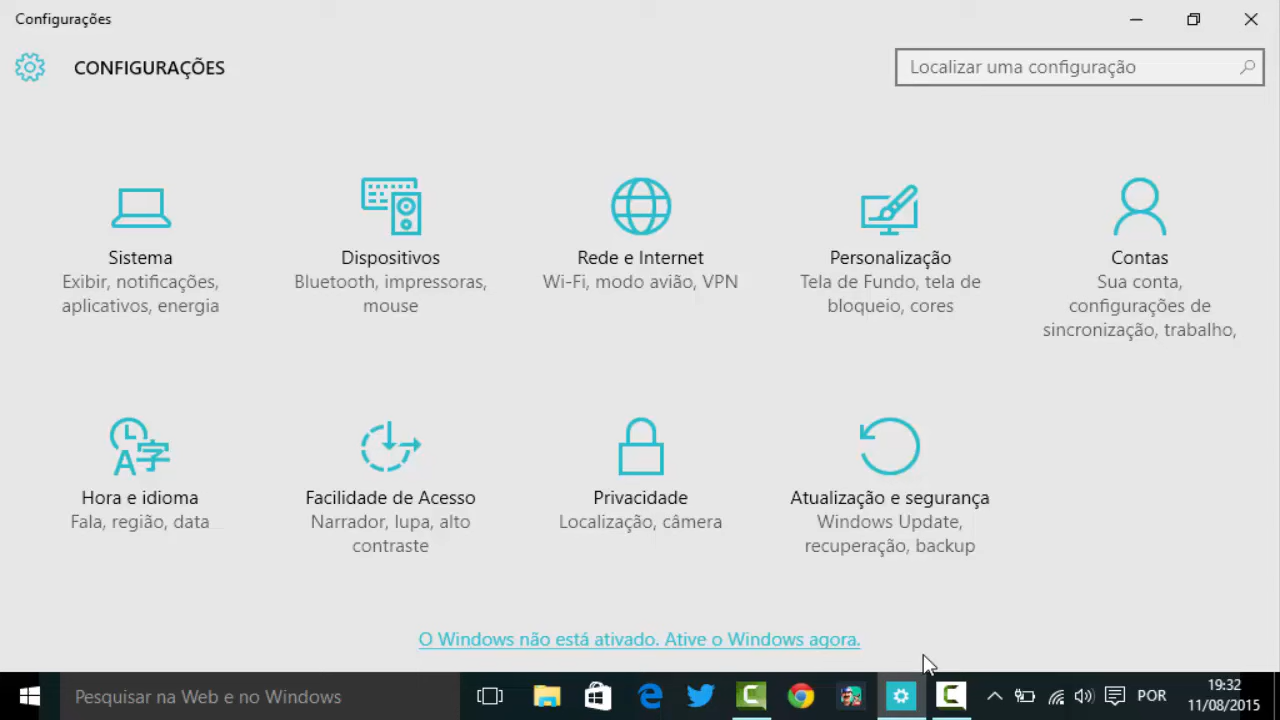 Configurações
CONFIGURAÇÕES
Localizar uma configuração
Sistema
Exibir, notificações,
aplicativos, energia
Dispositivos
Bluetooth, impressoras,
mouse
Rede e Internet
Wi-Fi, modo avião, VPN
Personalização
Tela de Fundo, tela de
bloqueio, cores
Contas
Sua conta,
configurações de
sincronização, trabalho,
Hora e idioma
Fala, região, data
Facilidade de Acesso
Narrador, lupa, alto
contraste
Privacidade
Localização, câmera
Atualização e segurança
Windows Update,
recuperação, backup
O Windows não está ativado. Ative o Windows agora.
Pesquisar na Web e no Windows
POR
19:32
11/08/2015